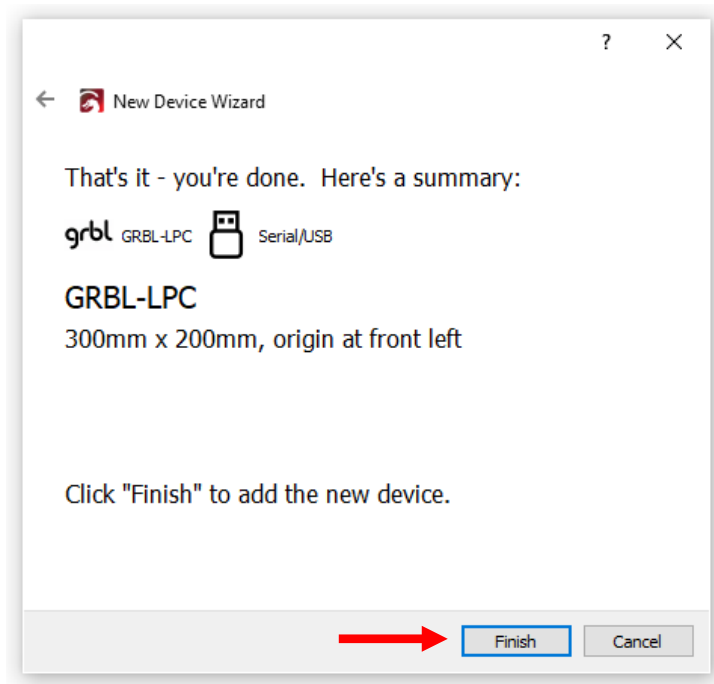 ?
New Device Wizard
That's it - you're done. Here's a summary:
grbl GRBL-LPC Serial/USB
GRBL-LPC
300mm x 200mm, origin at front left
Click "Finish" to add the new device.
Finish Cancel